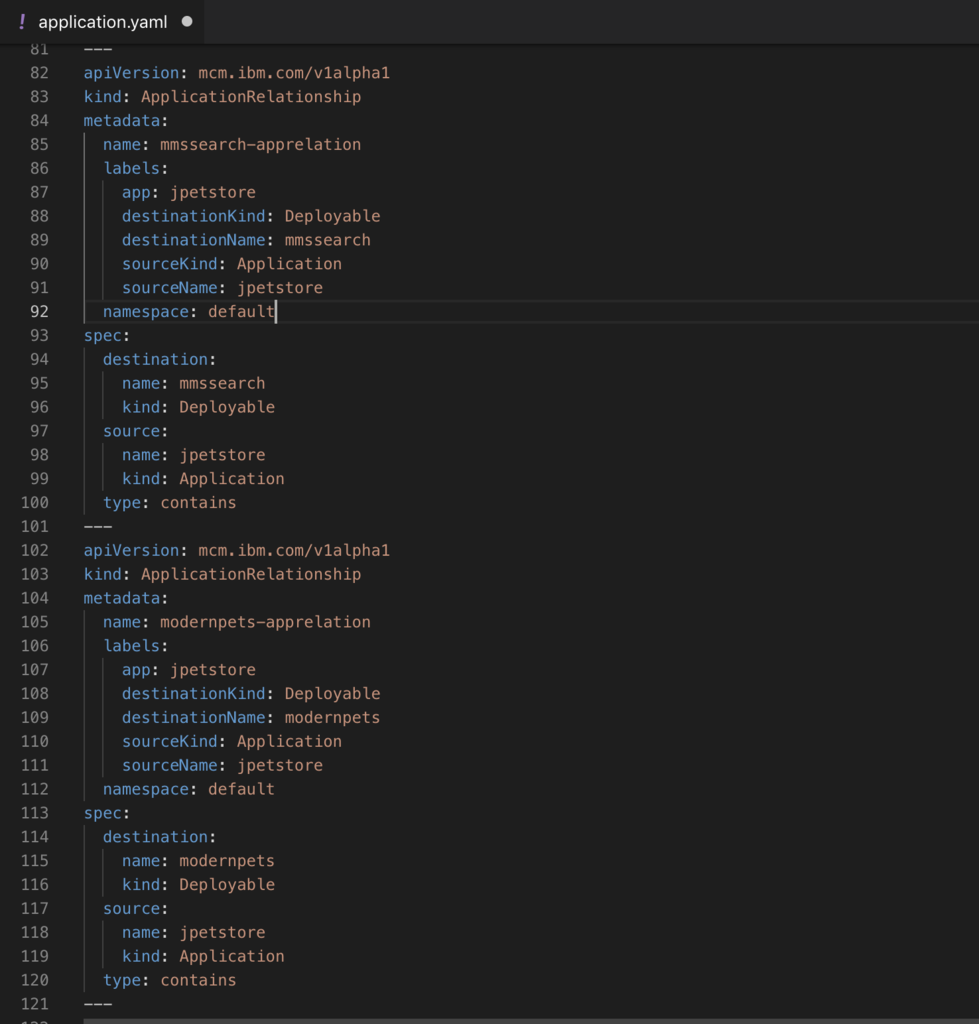 ! application.yaml ●
81 ---
82 apiVersion: mcm.ibm.com/v1alpha1
83 kind: ApplicationRelationship
84 metadata:
85   name: mmssearch-apprelation
86   labels:
87     app: jpetstore
88     destinationKind: Deployable
89     destinationName: mmssearch
90     sourceKind: Application
91     sourceName: jpetstore
92   namespace: default
93 spec:
94   destination:
95     name: mmssearch
96     kind: Deployable
97   source:
98     name: jpetstore
99     kind: Application
100   type: contains
101 ---
102 apiVersion: mcm.ibm.com/v1alpha1
103 kind: ApplicationRelationship
104 metadata:
105   name: modernpets-apprelation
106   labels:
107     app: jpetstore
108     destinationKind: Deployable
109     destinationName: modernpets
110     sourceKind: Application
111     sourceName: jpetstore
112   namespace: default
113 spec:
114   destination:
115     name: modernpets
116     kind: Deployable
117   source:
118     name: jpetstore
119     kind: Application
120   type: contains
121 ---